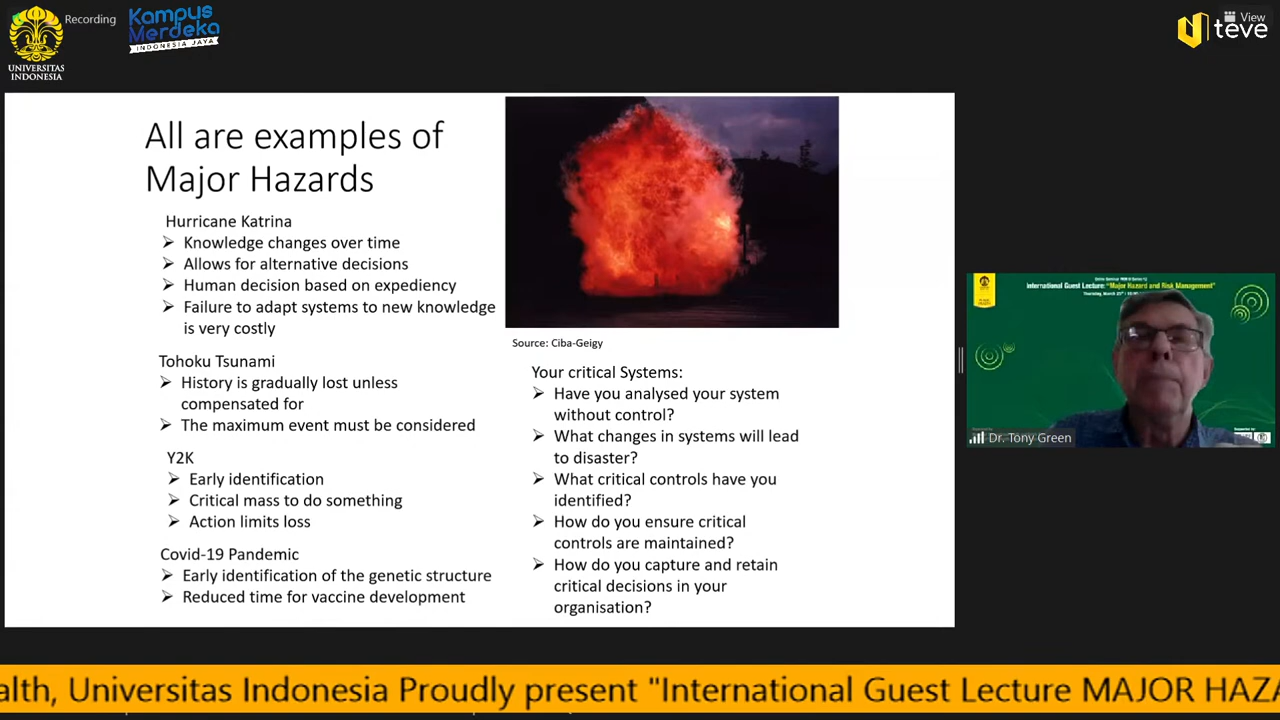 Recording
View
UNIVERSITAS
INDONESIA
Kampus
Merdeka
INDONESIA JAYA
teve
All are examples of
Major Hazards
Hurricane Katrina
➢ Knowledge changes over time
➢ Allows for alternative decisions
➢ Human decision based on expediency
➢ Failure to adapt systems to new knowledge
is very costly
Tohoku Tsunami
➢ History is gradually lost unless
compensated for
➢ The maximum event must be considered
Y2K
➢ Early identification
➢ Critical mass to do something
➢ Action limits loss
Covid-19 Pandemic
➢ Early identification of the genetic structure
➢ Reduced time for vaccine development
Source: Ciba-Geigy
Your critical Systems:
➢ Have you analysed your system
without control?
➢ What changes in systems will lead
to disaster?
➢ What critical controls have you
identified?
➢ How do you ensure critical
controls are maintained?
➢ How do you capture and retain
critical decisions in your
organisation?
International Guest Lecture: "Major Hazard and Risk Management"
Dr. Tony Green
alth, Universitas Indonesia Proudly present "International Guest Lecture MAJOR HAZA